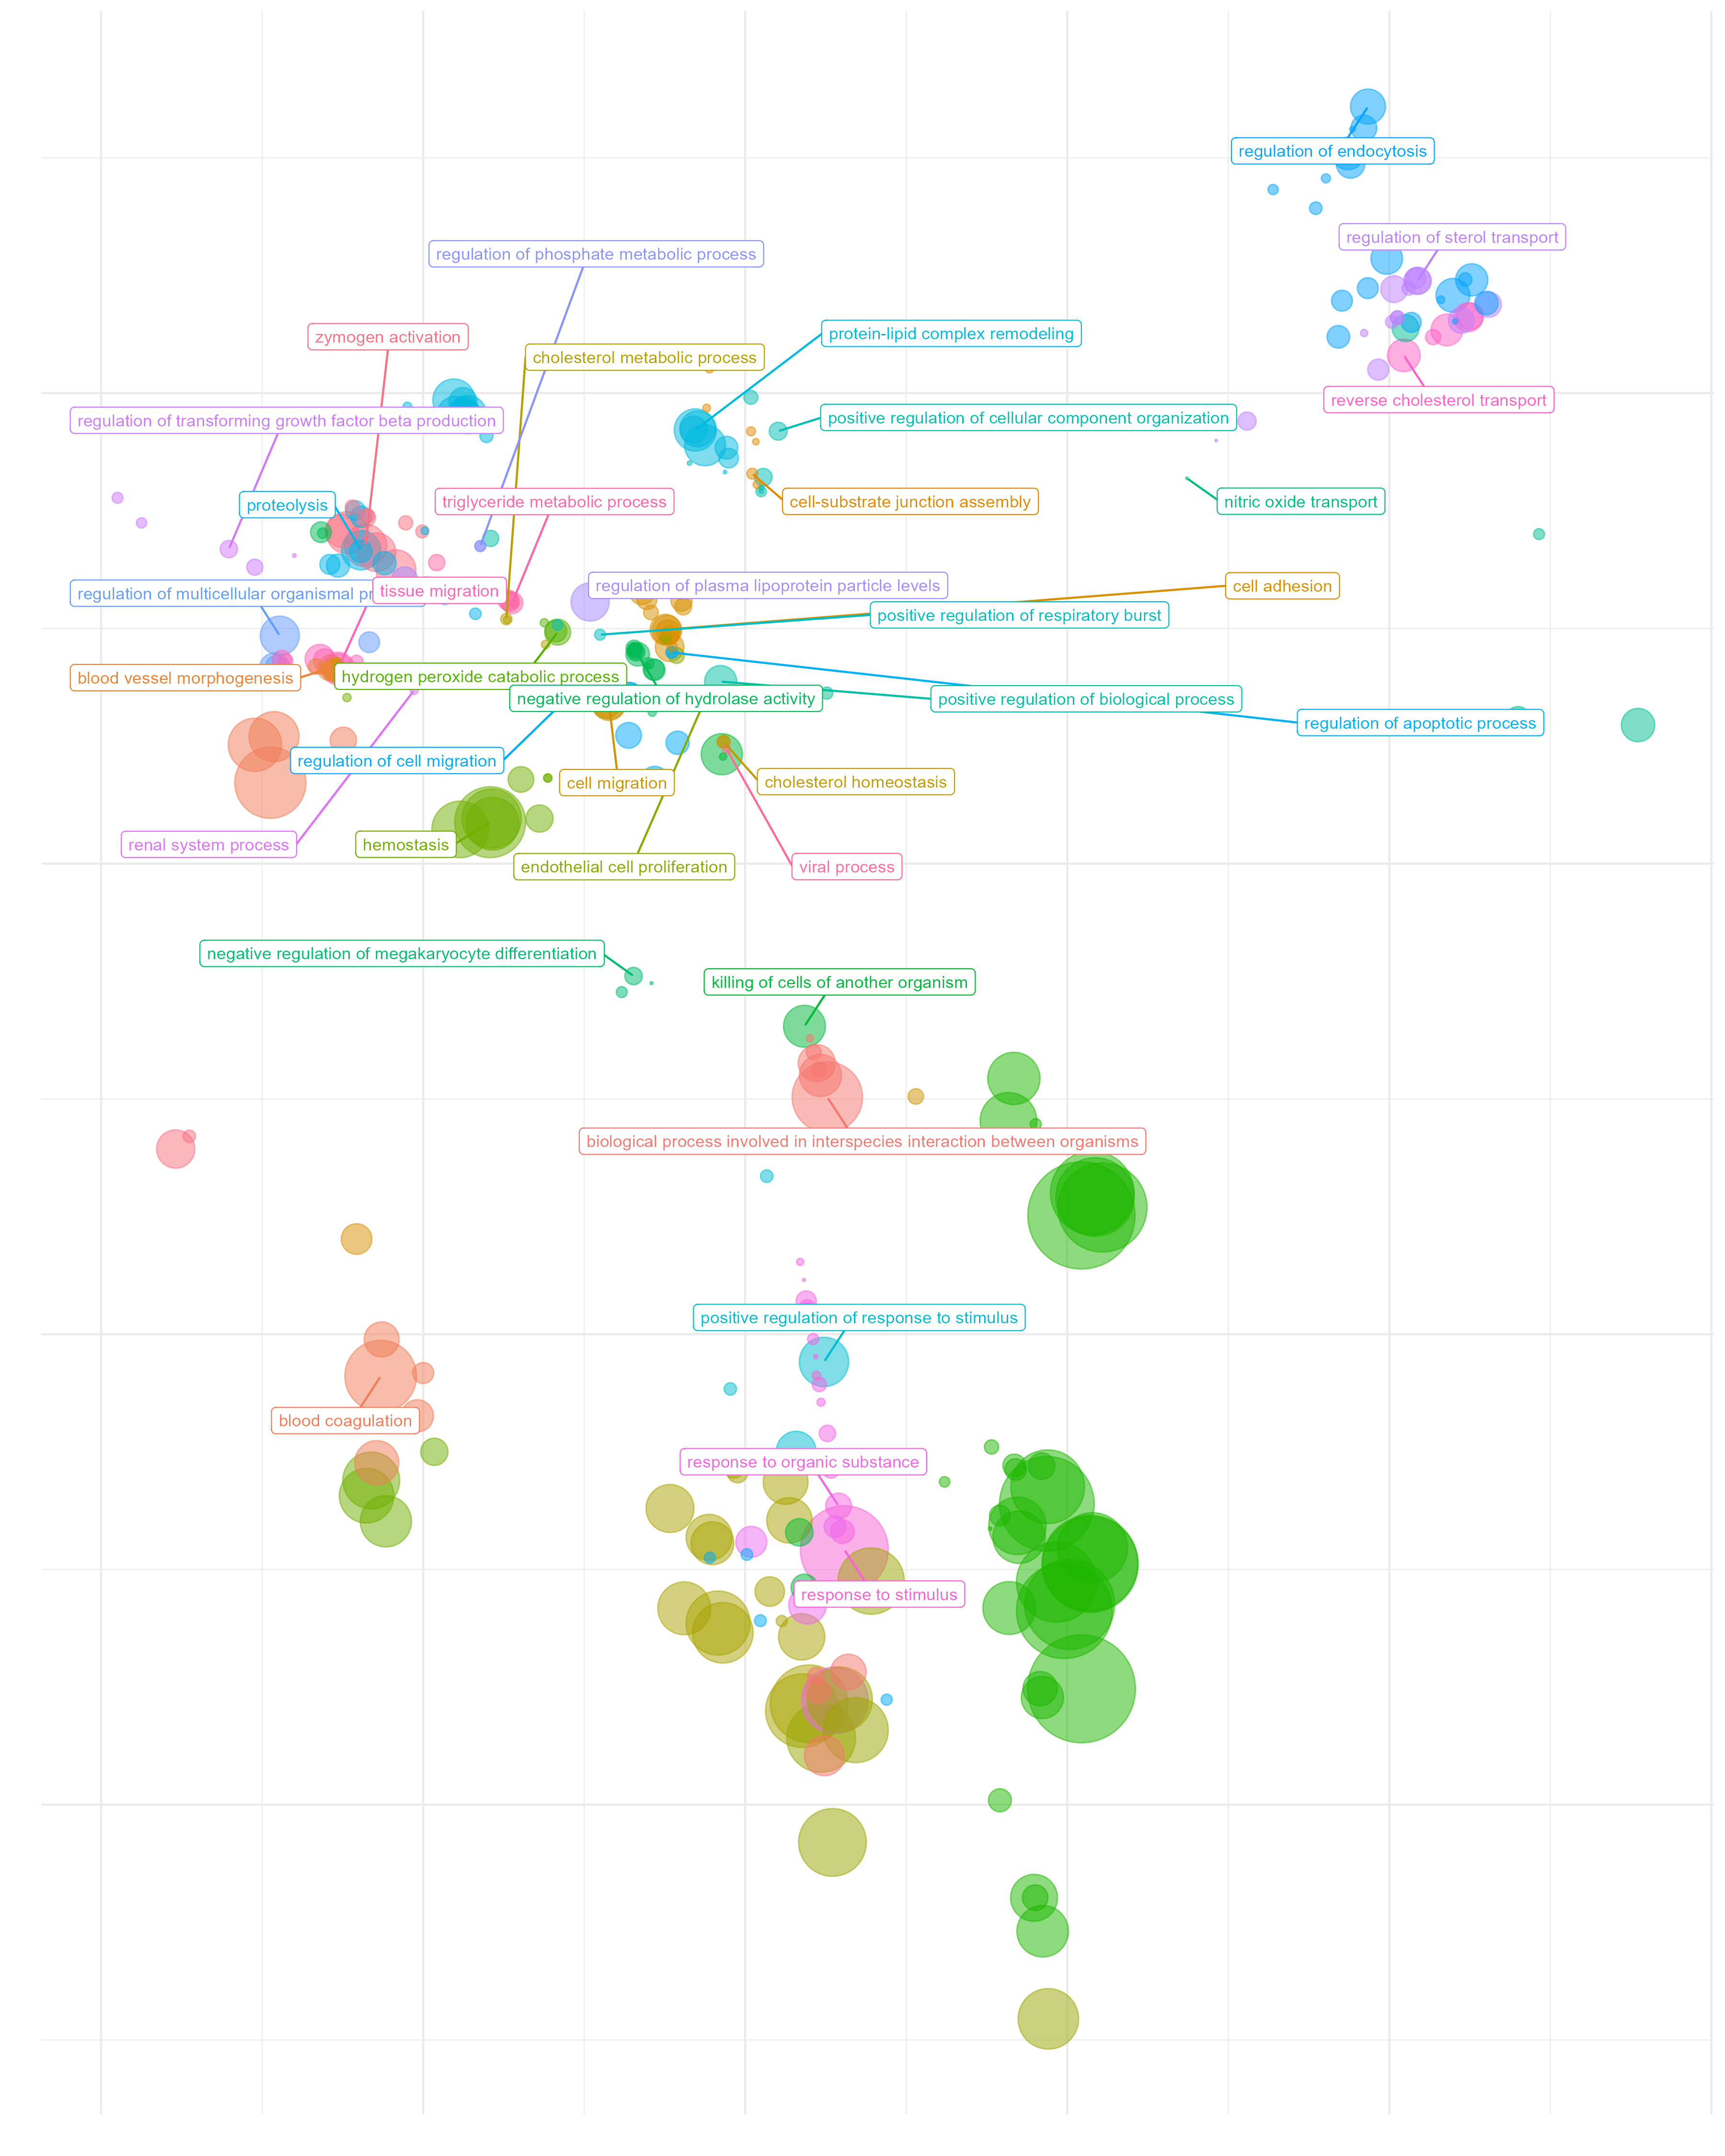 regulation of endocytosis
regulation of sterol transport
regulation of phosphate metabolic process
protein-lipid complex remodeling
zymogen activation
cholesterol metabolic process
reverse cholesterol transport
positive regulation of cellular component organization
regulation of transforming growth factor beta production
triglyceride metabolic process
cell-substrate junction assembly
nitric oxide transport
proteolysis
regulation of plasma lipoprotein particle levels
cell adhesion
tissue migration
regulation of multicellular organismal
positive regulation of respiratory burst
hydrogen peroxide catabolic process
blood vessel morphogenesis
negative regulation of hydrolase activity
positive regulation of biological process
regulation of apoptotic process
regulation of cell migration
cell migration
cholesterol homeostasis
renal system process
hemostasis
endothelial cell proliferation
viral process
negative regulation of megakaryocyte differentiation
killing of cells of another organism
biological process involved in interspecies interaction between organisms
positive regulation of response to stimulus
blood coagulation
response to organic substance
response to stimulus